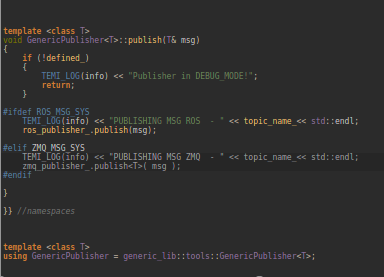 template <class T>
void GenericPublisher<T>::publish(T& msg)
{
if (!defined_)
{
TEMI_LOG(info) << "Publisher in DEBUG_MODE!";
return;
}
#ifdef ROS_MSG_SYS
TEMI_LOG(info) << "PUBLISHING MSG ROS - " << topic_name_<< std::endl;
ros_publisher_.publish(msg);
#elif ZMQ_MSG_SYS
TEMI_LOG(info) << "PUBLISHING MSG ZMQ - " << topic_name_<< std::endl;
zmq_publisher_.publish<T>( msg );
#endif
}
}} //namespaces
template <class T>
using GenericPublisher = generic_lib::tools::GenericPublisher<T>;